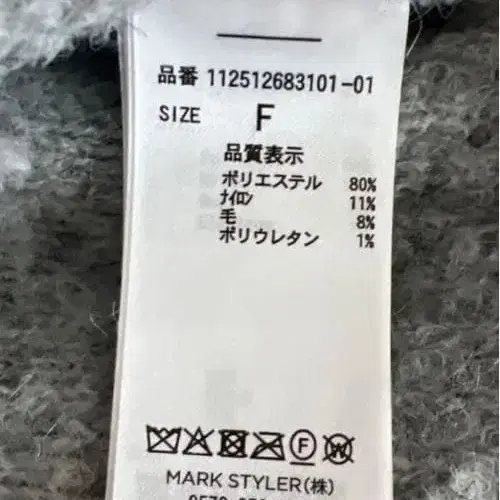 品番 112512683101-01
SIZE F
品質表示
ポリエステル 80%
ナイロン 11%
毛 8%
ポリウレタン 1%
MARK STYLER(株)